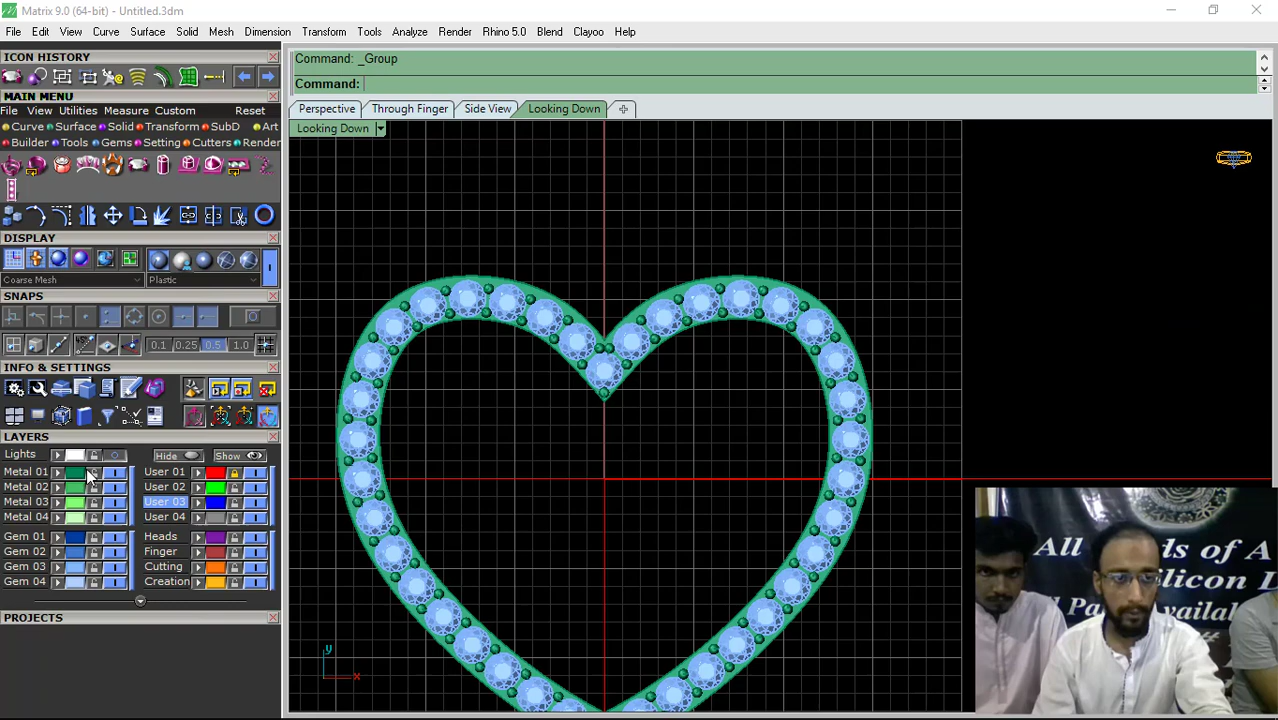 Matrix 9.0 (64-bit) - Untitled.3dm
File Edit View Curve Surface Solid Mesh Dimension Transform Tools Analyze Render Rhino 5.0 Blend Clayoo Help
ICON HISTORY
MAIN MENU
File View Utilities Measure Custom Reset
Curve Surface Solid Transform SubD Art
Builder Tools Gems Setting Cutters Render
DISPLAY
Coarse Mesh Plastic
SNAPS
0.1 0.25 0.5 1.0
INFO & SETTINGS
LAYERS
Lights Hide Show
Metal 01 User 01
Metal 02 User 02
Metal 03 User 03
Metal 04 User 04
Gem 01 Heads
Gem 02 Finger
Gem 03 Cutting
Gem 04 Creation
PROJECTS
Command: _Group
Command:
Perspective Through Finger Side View Looking Down
Looking Down
y
x
All
of A
ilicon L
Pa
vailab